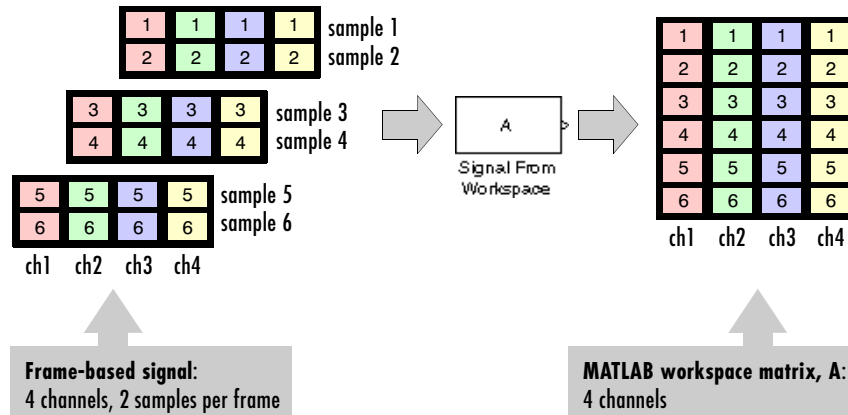 1 1 1 1 sample 1
2 2 2 2 sample 2
3 3 3 3 sample 3
4 4 4 4 sample 4
5 5 5 5 sample 5
6 6 6 6 sample 6
ch1 ch2 ch3 ch4
A
Signal From
Workspace
1 1 1 1
2 2 2 2
3 3 3 3
4 4 4 4
5 5 5 5
6 6 6 6
ch1 ch2 ch3 ch4
Frame-based signal:
4 channels, 2 samples per frame
MATLAB workspace matrix, A:
4 channels